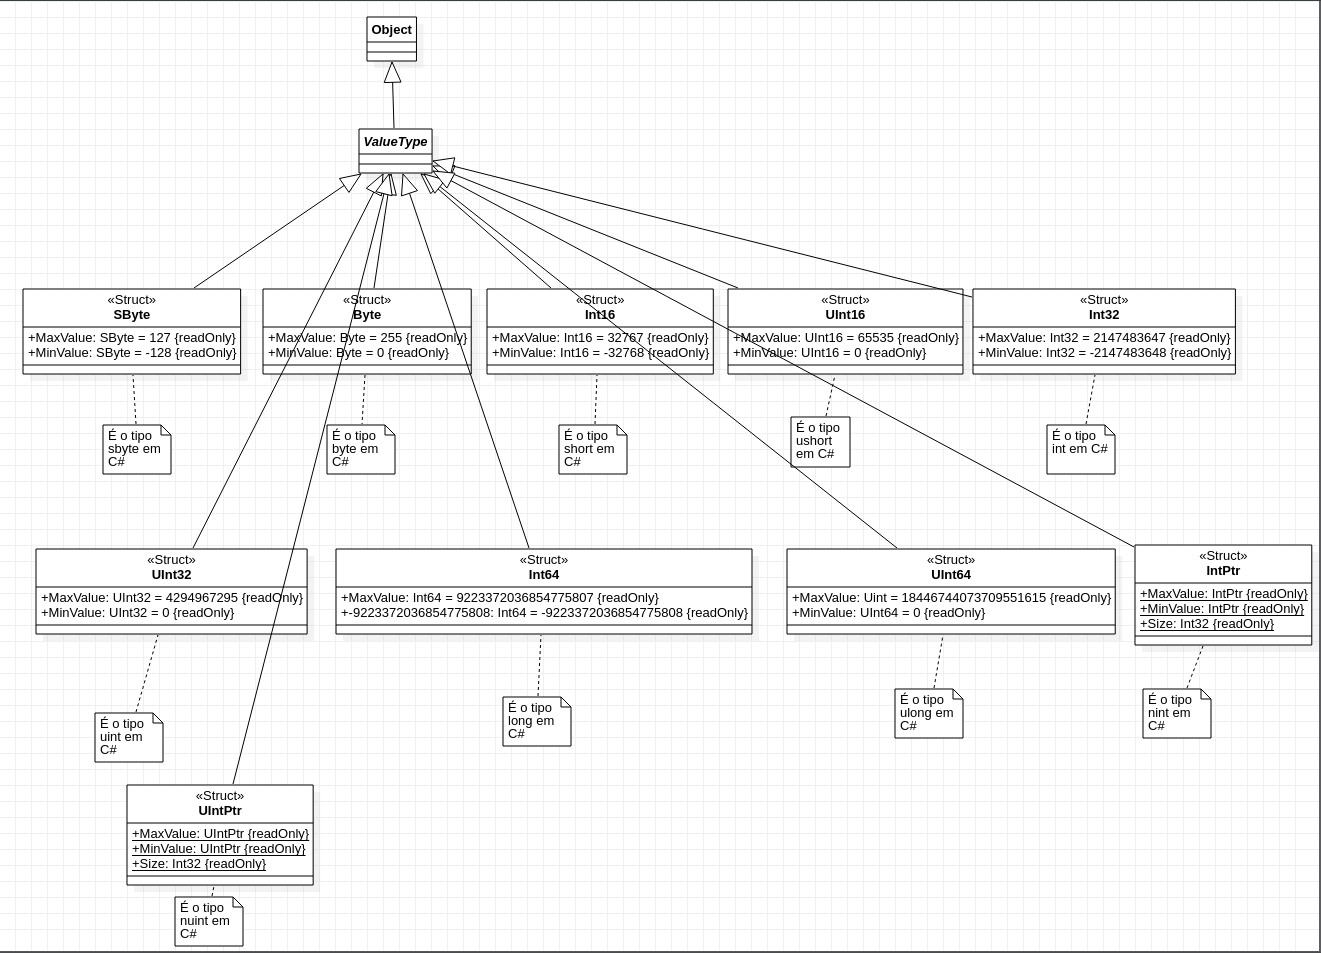 Object
ValueType
«Struct»
SByte
+MaxValue: SByte = 127 {readOnly}
+MinValue: SByte = -128 {readOnly}
«Struct»
Byte
+MaxValue: Byte = 255 {readOnly}
+MinValue: Byte = 0 {readOnly}
«Struct»
Int16
+MaxValue: Int16 = 32767 {readOnly}
+MinValue: Int16 = -32768 {readOnly}
«Struct»
UInt16
+MaxValue: UInt16 = 65535 {readOnly}
+MinValue: UInt16 = 0 {readOnly}
«Struct»
Int32
+MaxValue: Int32 = 2147483647 {readOnly}
+MinValue: Int32 = -2147483648 {readOnly}
É o tipo
sbyte em
C#
É o tipo
byte em
C#
É o tipo
short em
C#
É o tipo
ushort
em C#
É o tipo
int em C#
«Struct»
UInt32
+MaxValue: UInt32 = 4294967295 {readOnly}
+MinValue: UInt32 = 0 {readOnly}
«Struct»
Int64
+MaxValue: Int64 = 9223372036854775807 {readOnly}
+-9223372036854775808: Int64 = -9223372036854775808 {readOnly}
«Struct»
UInt64
+MaxValue: Uint = 18446744073709551615 {readOnly}
+MinValue: UInt64 = 0 {readOnly}
«Struct»
IntPtr
+MaxValue: IntPtr {readOnly}
+MinValue: IntPtr {readOnly}
+Size: Int32 {readOnly}
É o tipo
uint em
C#
É o tipo
long em
C#
É o tipo
ulong em
C#
É o tipo
nint em
C#
«Struct»
UIntPtr
+MaxValue: UIntPtr {readOnly}
+MinValue: UIntPtr {readOnly}
+Size: Int32 {readOnly}
É o tipo
nuint em
C#